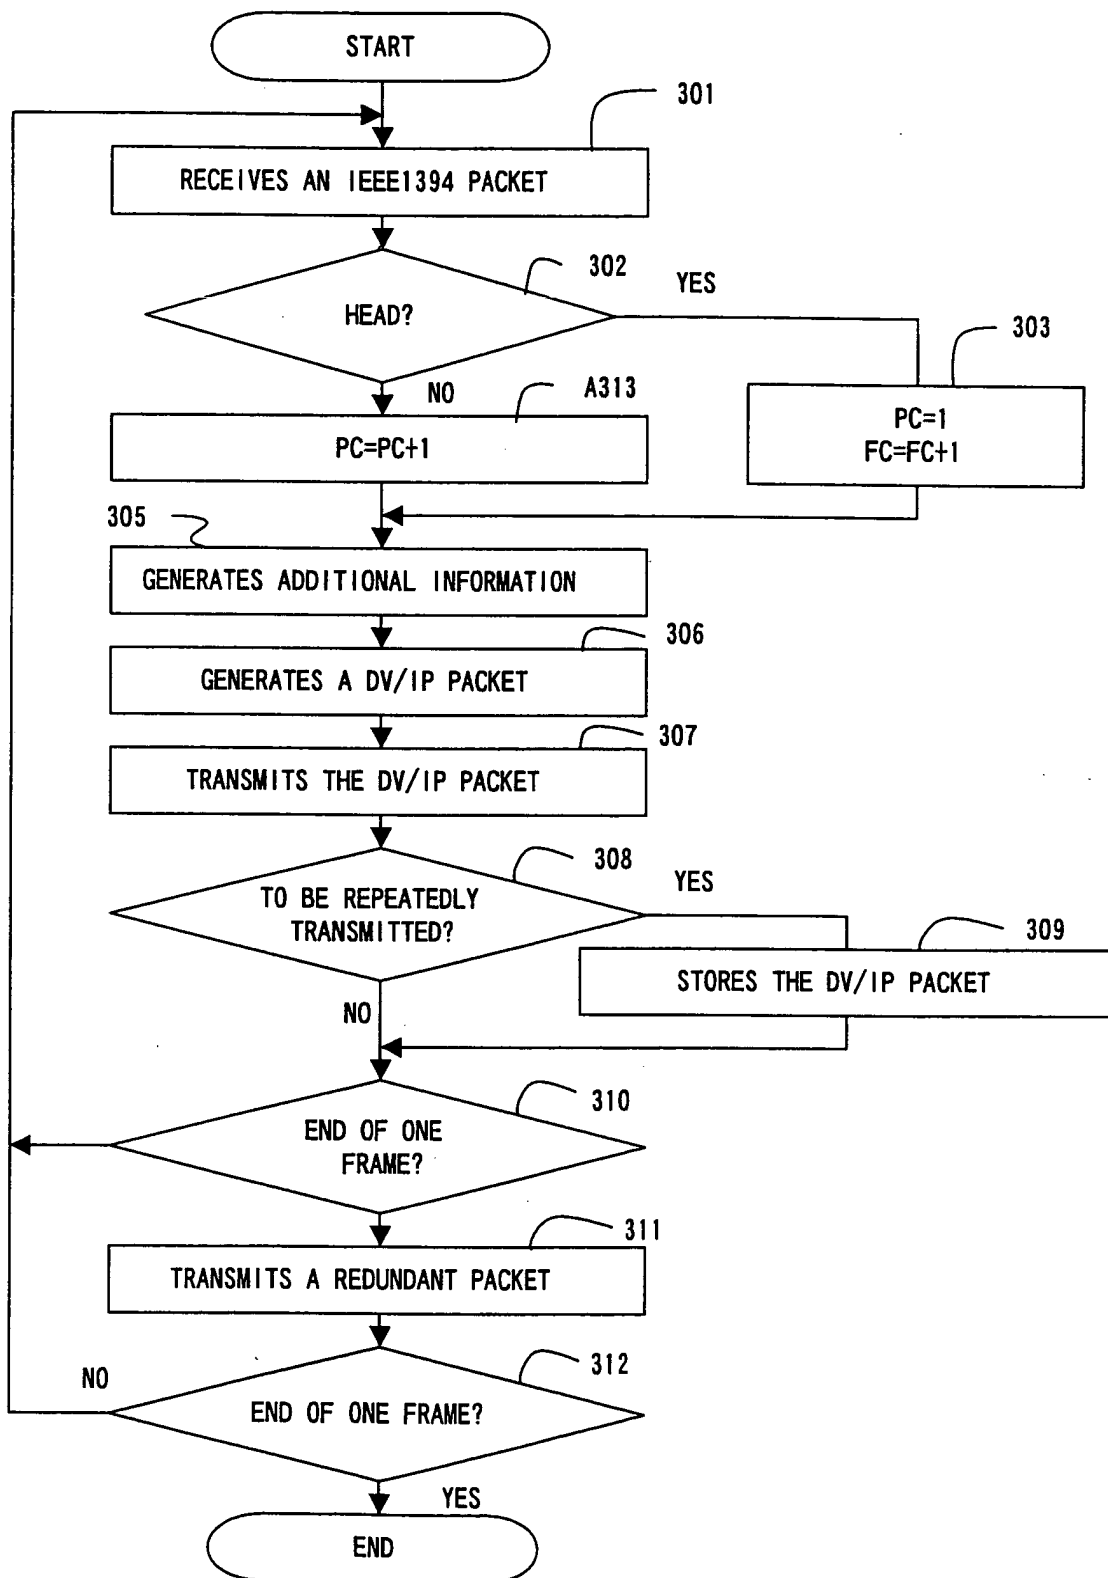 START
301
RECEIVES AN IEEE1394 PACKET
302
YES
HEAD?
303
NO
A313
PC=1
FC=FC+1
PC=PC+1
305
GENERATES ADDITIONAL INFORMATION
306
GENERATES A DV/IP PACKET
307
TRANSMITS THE DV/IP PACKET
308
YES
TO BE REPEATEDLY
TRANSMITTED?
309
STORES THE DV/IP PACKET
NO
310
END OF ONE
FRAME?
311
TRANSMITS A REDUNDANT PACKET
312
NO
END OF ONE FRAME?
YES
END